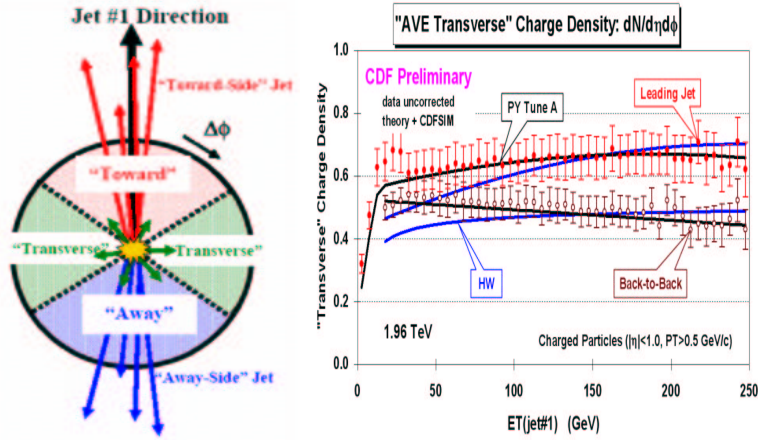 Jet #1 Direction
"Toward-Side" Jet
Δϕ
"Toward"
"Transverse"
Transverse"
"Away"
"Away-Side" Jet
"AVE Transverse" Charge Density: dN/dηdϕ
CDF Preliminary
data uncorrected
theory + CDFSIM
PY Tune A
Leading Jet
HW
Back-to-Back
1.96 TeV
Charged Particles (|η|<1.0, PT>0.5 GeV/c)
"Transverse" Charge Density
1.0
0.8
0.6
0.4
0.2
0.0
0
50
100
150
200
250
ET(jet#1) (GeV)